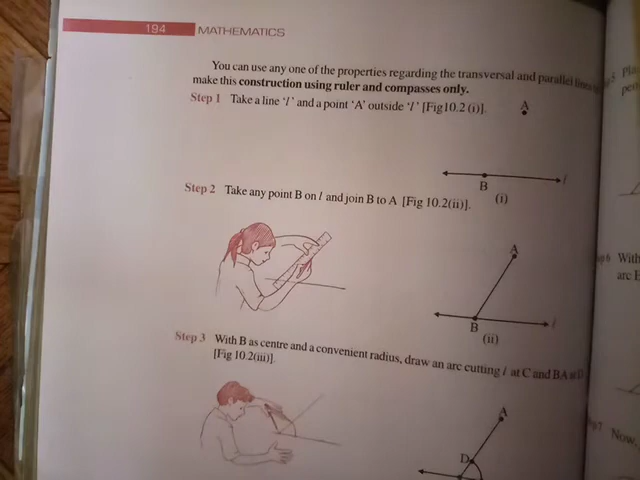 194 MATHEMATICS
You can use any one of the properties regarding the transversal and parallel lines
make this construction using ruler and compasses only.
Step 1 Take a line 'l' and a point 'A' outside 'l' [Fig10.2 (i)].
A
B
l
(i)
Step 2 Take any point B on l and join B to A [Fig 10.2(ii)].
A
B
l
(ii)
Step 3 With B as centre and a convenient radius, draw an arc cutting l at C and BA at D
[Fig 10.2(iii)].
A
D
With
arc
Now,